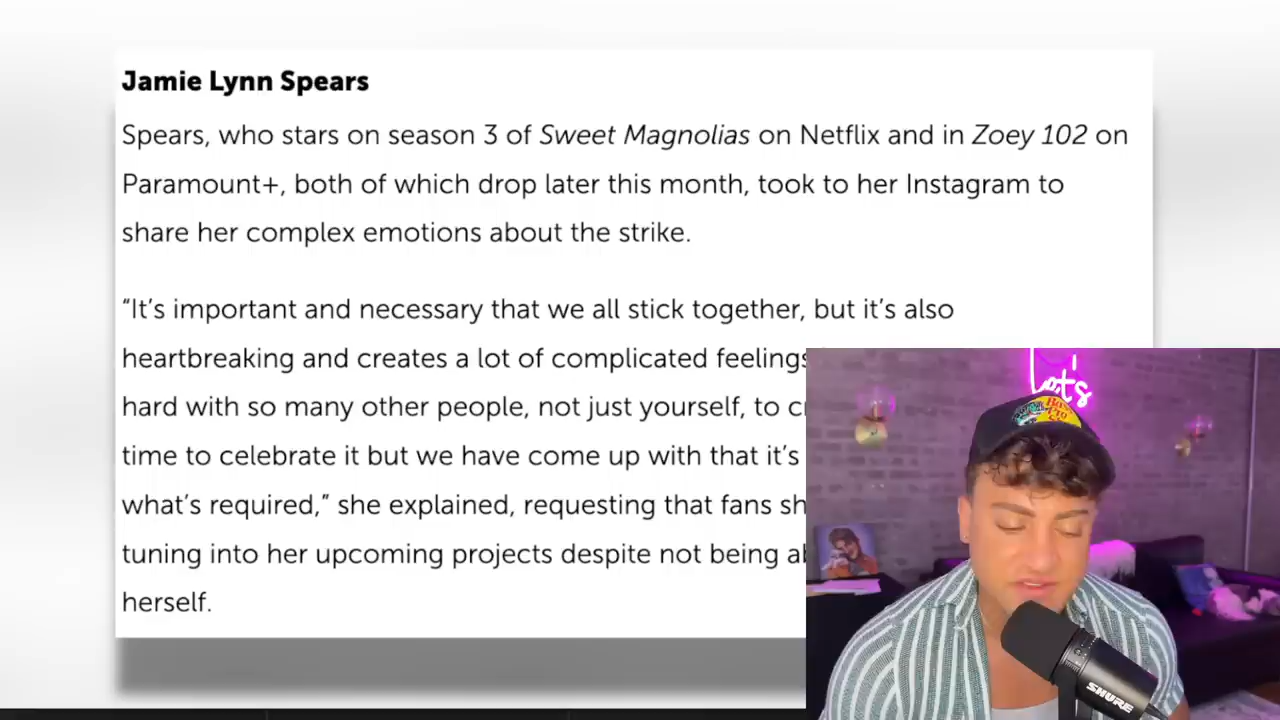 Jamie Lynn Spears
Spears, who stars on season 3 of Sweet Magnolias on Netflix and in Zoey 102 on
Paramount+, both of which drop later this month, took to her Instagram to
share her complex emotions about the strike.
“It’s important and necessary that we all stick together, but it’s also
heartbreaking and creates a lot of complicated feelings
hard with so many other people, not just yourself, to
time to celebrate it but we have come up with that it’s
what’s required,” she explained, requesting that fans
tuning into her upcoming projects despite not being
herself.
Let's
Bass Pro
SHURE